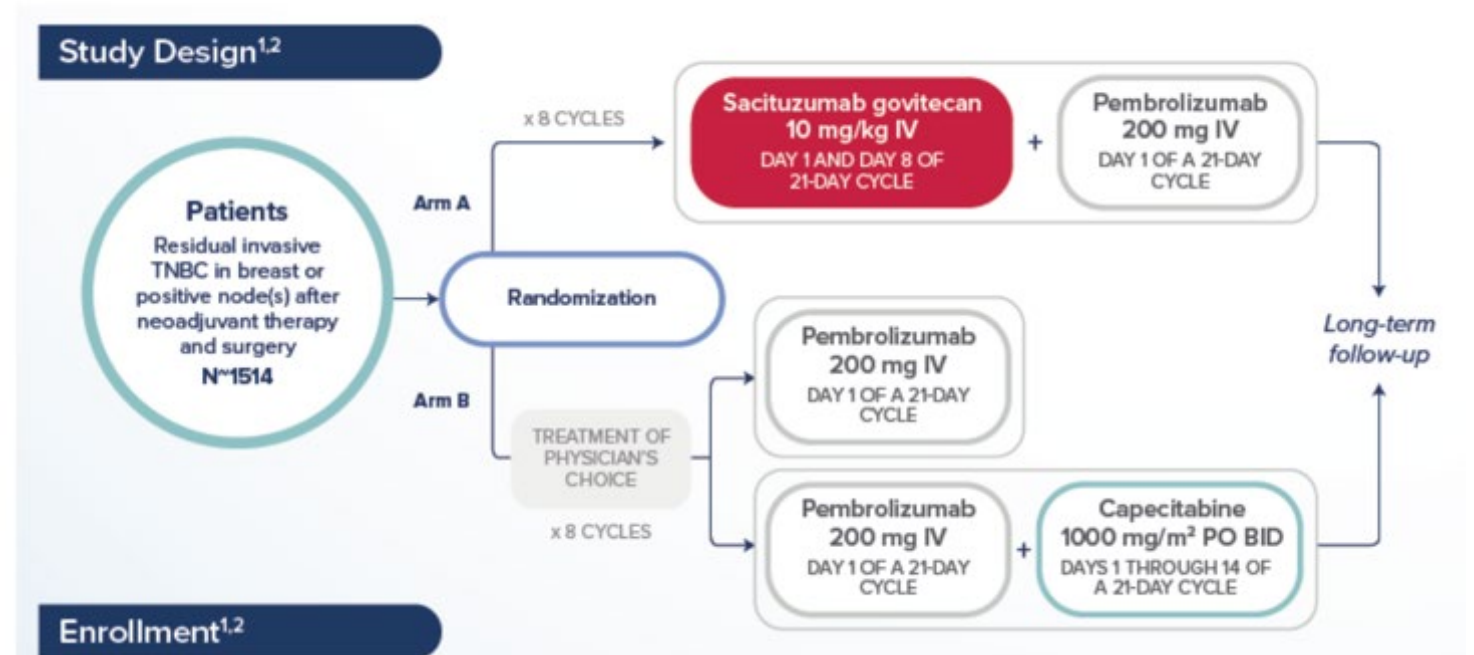 Study Design1,2
x 8 CYCLES
Sacituzumab govitecan
10 mg/kg IV
DAY 1 AND DAY 8 OF
21-DAY CYCLE
+
Pembrolizumab
200 mg IV
DAY 1 OF A 21-DAY
CYCLE
Arm A
Patients
Residual invasive
TNBC in breast or
positive node(s) after
neoadjuvant therapy
and surgery
N~1514
Randomization
Arm B
TREATMENT OF
PHYSICIAN'S
CHOICE
x 8 CYCLES
Pembrolizumab
200 mg IV
DAY 1 OF A 21-DAY
CYCLE
Pembrolizumab
200 mg IV
DAY 1 OF A 21-DAY
CYCLE
+
Capecitabine
1000 mg/m² PO BID
DAYS 1 THROUGH 14 OF
A 21-DAY CYCLE
Long-term
follow-up
Enrollment1,2